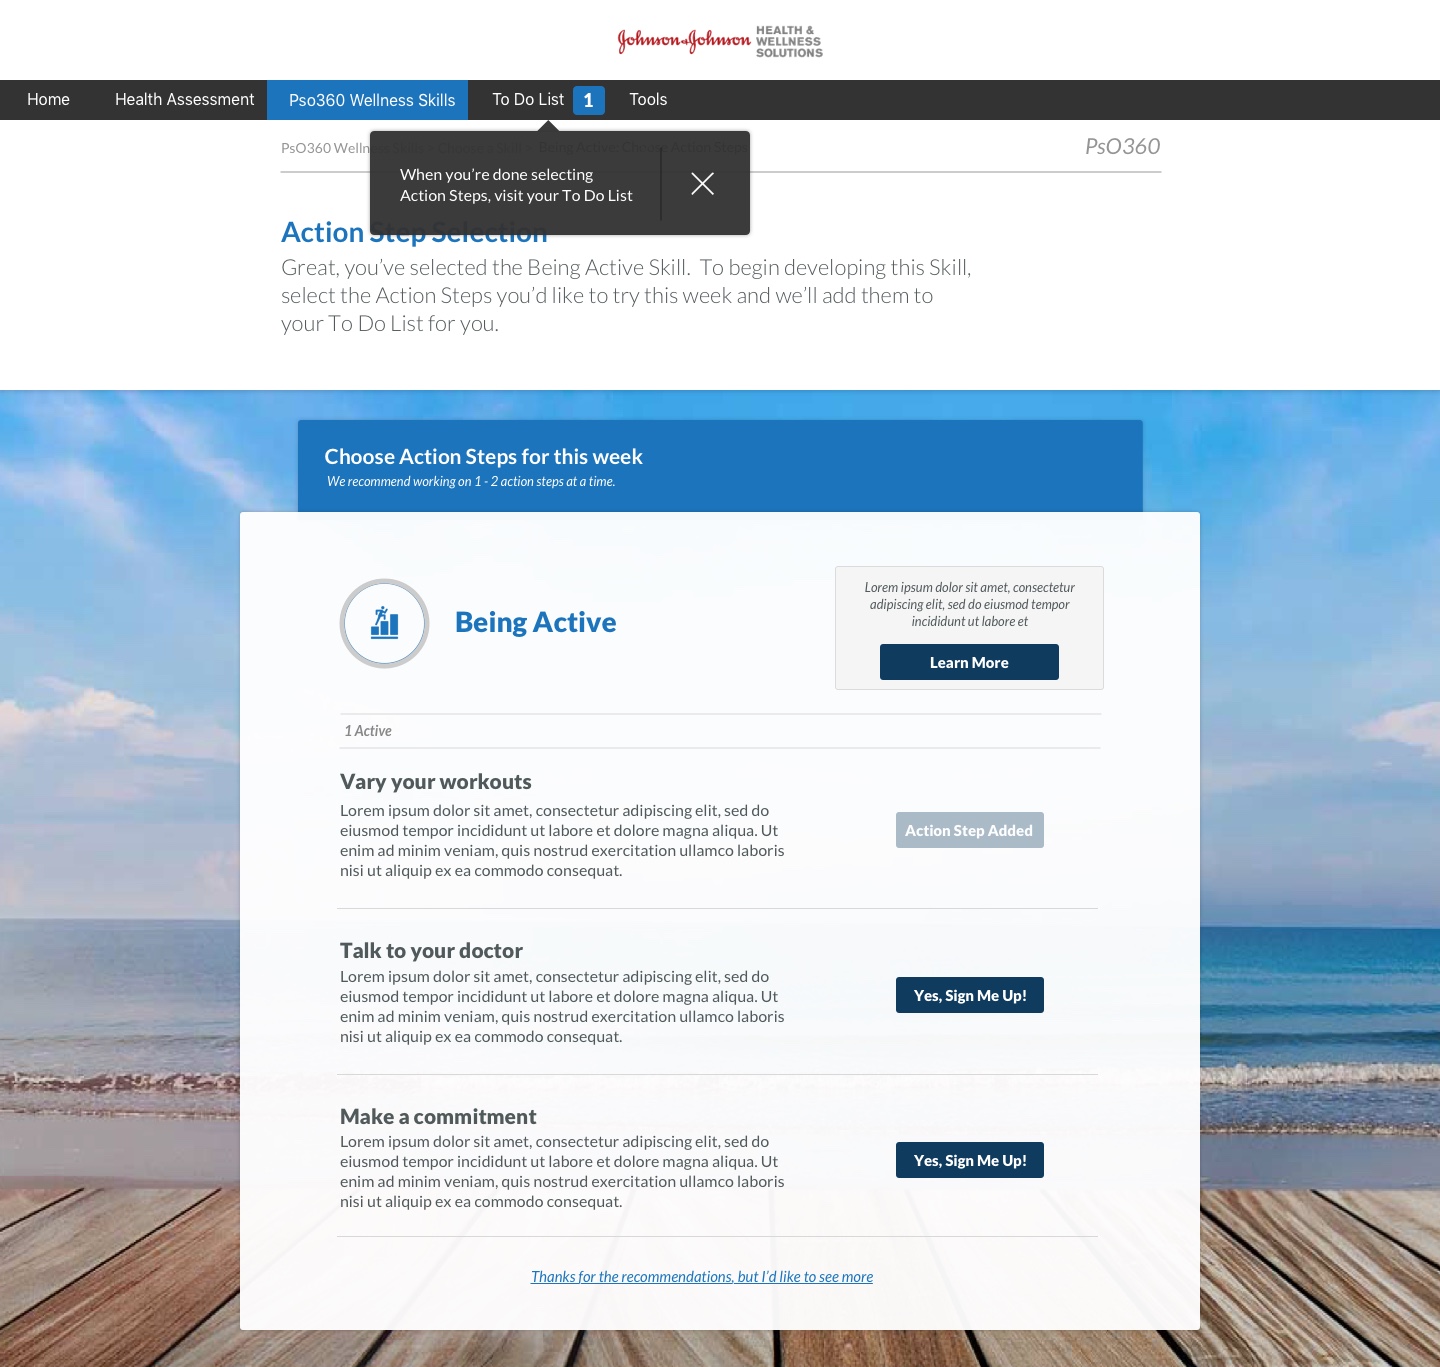 Johnson & Johnson HEALTH &
WELLNESS
SOLUTIONS
Home Health Assessment Pso360 Wellness Skills To Do List 1 Tools
PsO360 Wellness Being Active: Choose Action Steps
PsO360
When you're done selecting
Action Steps, visit your To Do List
Action Step Selection
Great, you've selected the Being Active Skill. To begin developing this Skill,
select the Action Steps you'd like to try this week and we'll add them to
your To Do List for you.
Choose Action Steps for this week
We recommend working on 1 - 2 action steps at a time.
Being Active
Lorem ipsum dolor sit amet, consectetur
adipiscing elit, sed do eiusmod tempor
incididunt ut labore et
Learn More
1 Active
Vary your workouts
Lorem ipsum dolor sit amet, consectetur adipiscing elit, sed do
eiusmod tempor incididunt ut labore et dolore magna aliqua. Ut
enim ad minim veniam, quis nostrud exercitation ullamco laboris
nisi ut aliquip ex ea commodo consequat.
Action Step Added
Talk to your doctor
Lorem ipsum dolor sit amet, consectetur adipiscing elit, sed do
eiusmod tempor incididunt ut labore et dolore magna aliqua. Ut
enim ad minim veniam, quis nostrud exercitation ullamco laboris
nisi ut aliquip ex ea commodo consequat.
Yes, Sign Me Up!
Make a commitment
Lorem ipsum dolor sit amet, consectetur adipiscing elit, sed do
eiusmod tempor incididunt ut labore et dolore magna aliqua. Ut
enim ad minim veniam, quis nostrud exercitation ullamco laboris
nisi ut aliquip ex ea commodo consequat.
Yes, Sign Me Up!
Thanks for the recommendations, but I'd like to see more